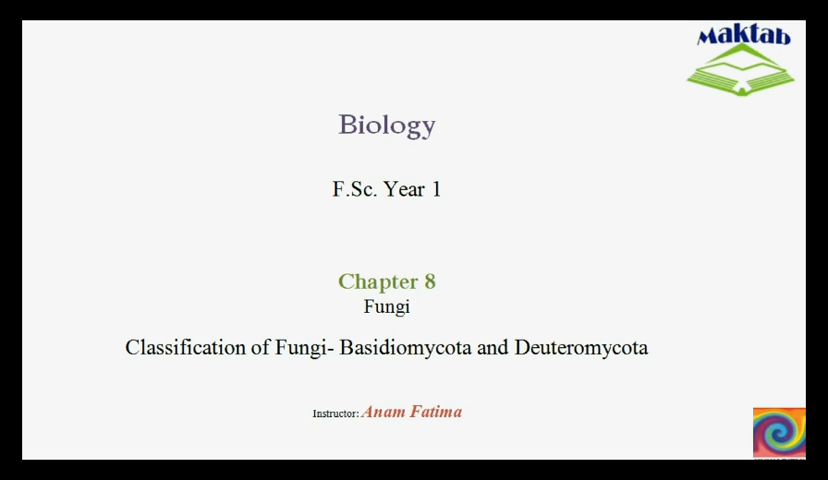 Maktab
Biology
F.Sc. Year 1
Chapter 8
Fungi
Classification of Fungi- Basidiomycota and Deuteromycota
Instructor: Anam Fatima